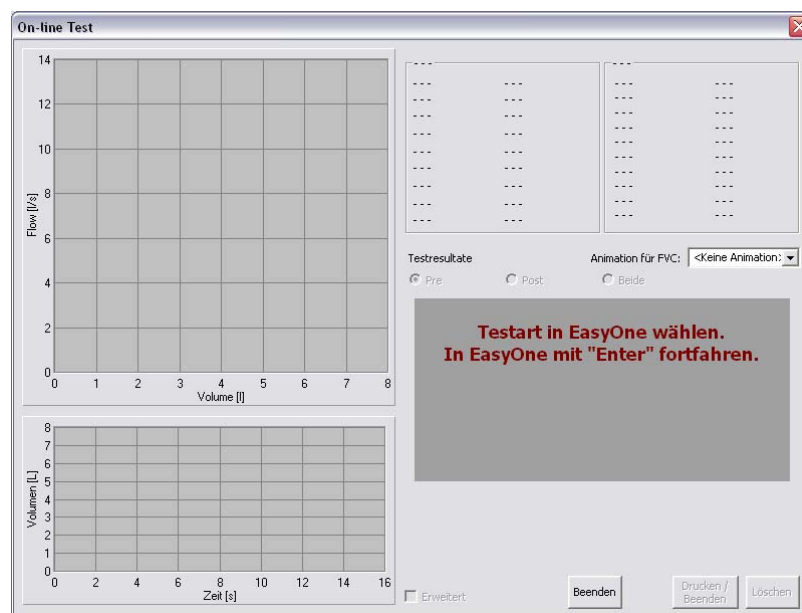 On-line Test
14
12
10
8
6
4
2
0
Flow [l/s]
0 1 2 3 4 5 6 7 8
Volume [l]
8
7
6
5
4
3
2
1
0
Volumen [L]
0 2 4 6 8 10 12 14 16
Zeit [s]
--- ---
--- --- --- ---
--- --- --- ---
--- --- --- ---
--- --- --- ---
--- --- --- ---
--- --- --- ---
--- --- --- ---
--- --- --- ---
--- ---
Testresultate Animation für FVC: <Keine Animation>
Pre Post Beide
Testart in EasyOne wählen.
In EasyOne mit "Enter" fortfahren.
Erweitert
Beenden
Drucken /
Beenden
Löschen